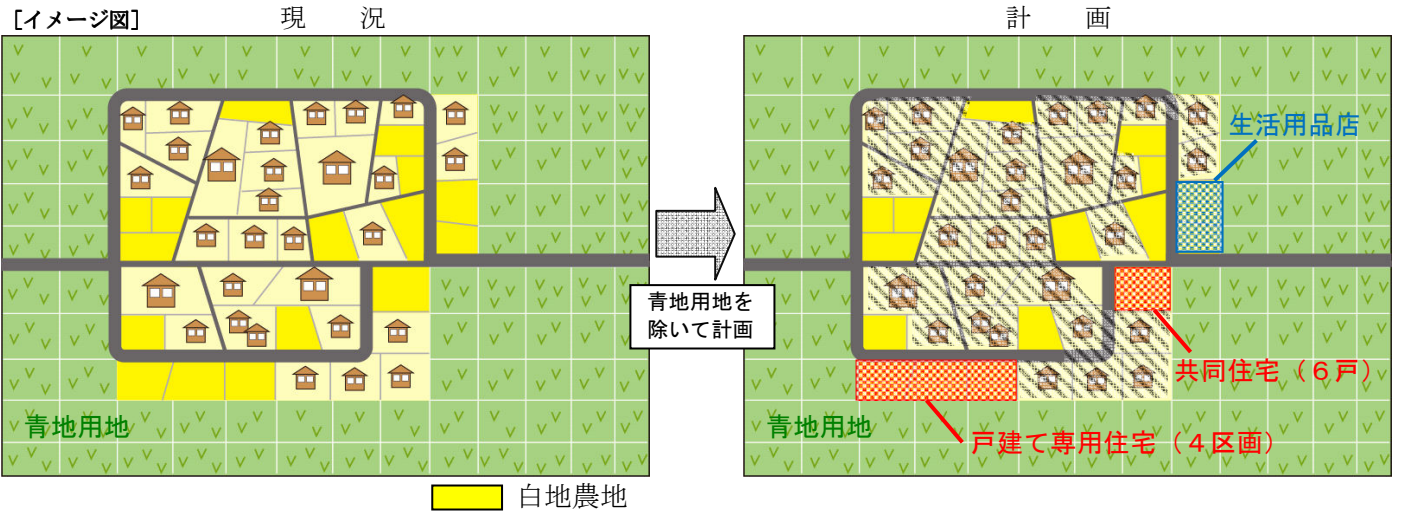 [イメージ図]
現　況
計　画
生活用品店
青地用地を
除いて計画
共同住宅（６戸）
青地用地
青地用地
戸建て専用住宅（４区画）
白地農地